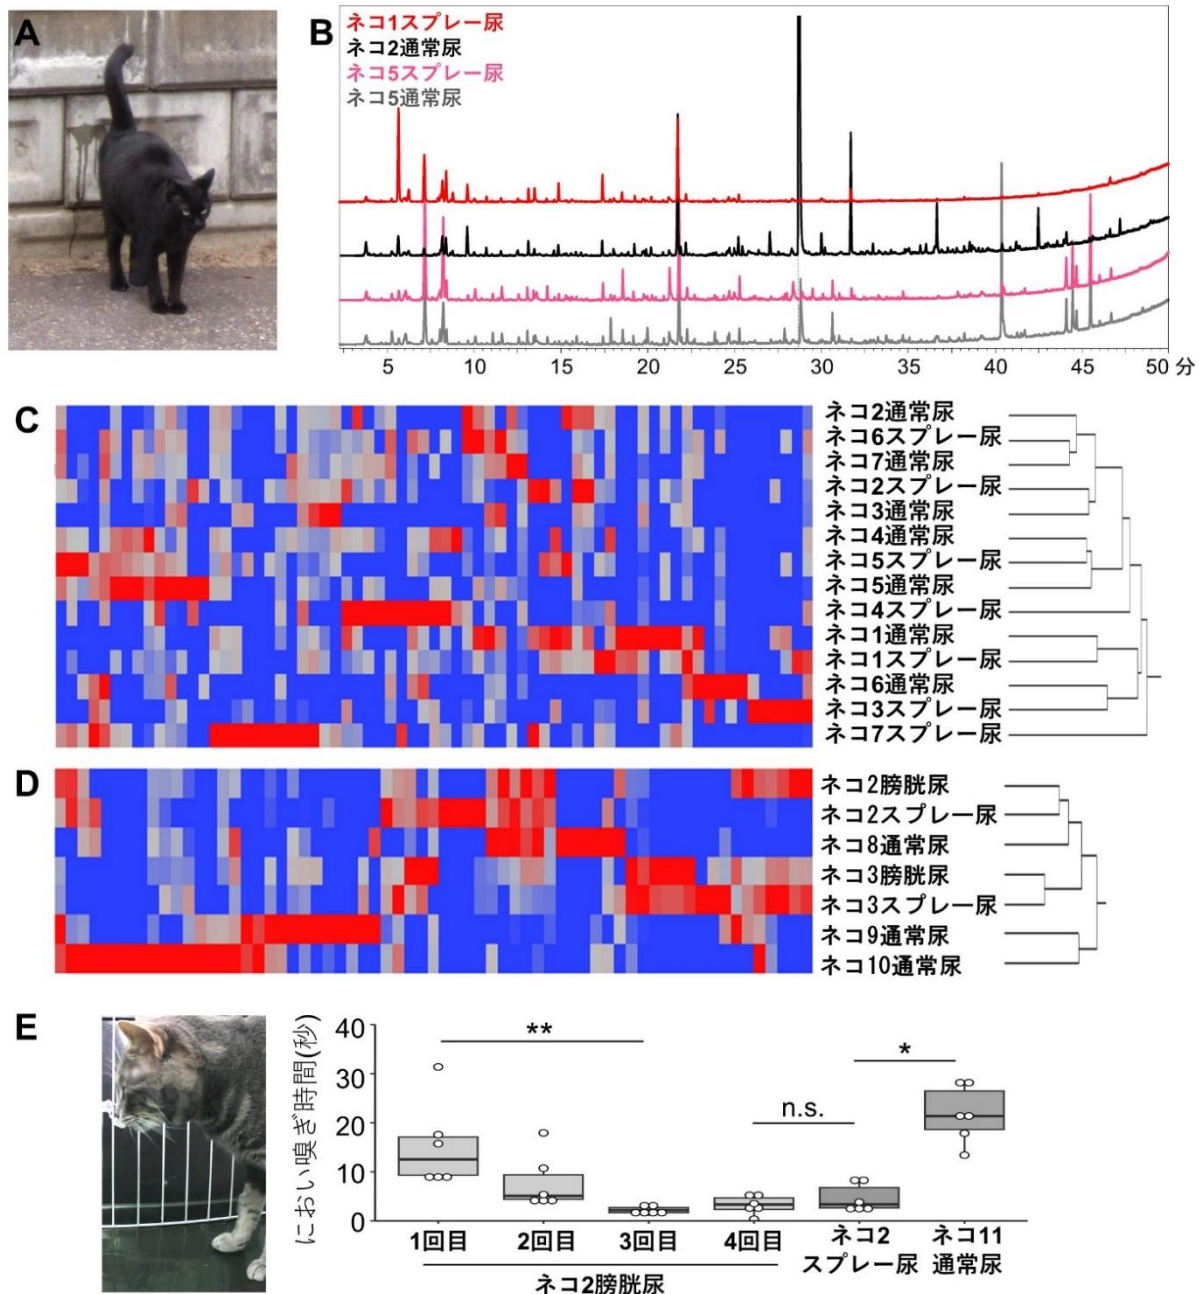 A
B
ネコ1スプレー尿
ネコ2通常尿
ネコ5スプレー尿
ネコ5通常尿
5 10 15 20 25 30 35 40 45 50 分
C
ネコ2通常尿
ネコ6スプレー尿
ネコ7通常尿
ネコ2スプレー尿
ネコ3通常尿
ネコ4通常尿
ネコ5スプレー尿
ネコ5通常尿
ネコ4スプレー尿
ネコ1通常尿
ネコ1スプレー尿
ネコ6通常尿
ネコ3スプレー尿
ネコ7スプレー尿
D
ネコ2膀胱尿
ネコ2スプレー尿
ネコ8通常尿
ネコ3膀胱尿
ネコ3スプレー尿
ネコ9通常尿
ネコ10通常尿
E
におい嗅ぎ時間(秒)
40
30
20
10
0
**
n.s.
*
1回目 2回目 3回目 4回目
ネコ2膀胱尿
ネコ2
スプレー尿
ネコ11
通常尿